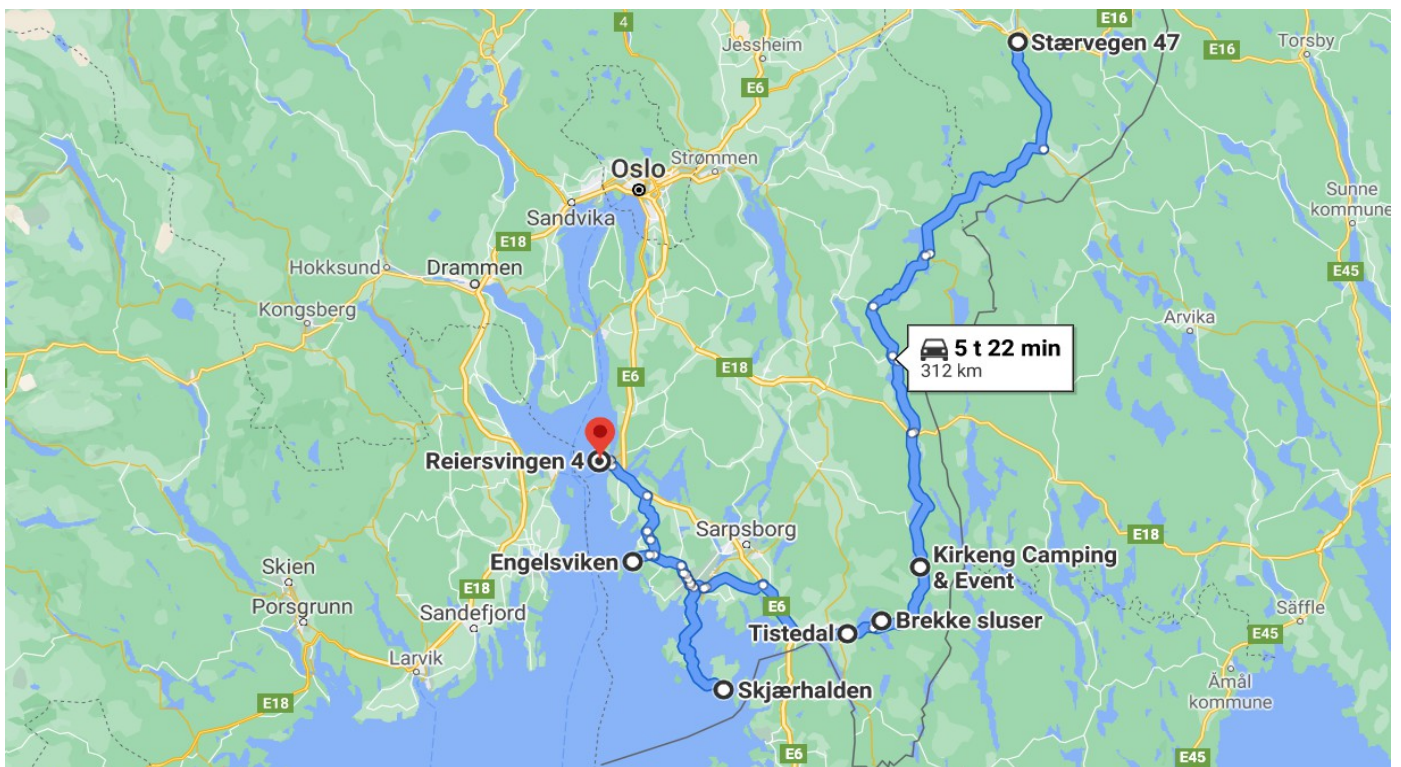 4
E16
Stærvegen 47
Jessheim
E16
Torsby
E6
Oslo
Strømmen
Sandvika
Sunne
kommune
E18
Hokksund
Drammen
E45
Kongsberg
Arvika
5 t 22 min
312 km
E6
E18
Reiersvingen 4
Sarpsborg
E18
Engelsviken
Kirkeng Camping
& Event
Skien
E18
Porsgrunn
Sandefjord
E6
Säffle
Brekke sluser
Tistedal
E45
Larvik
Åmål
kommune
Skjærhalden
E18
E6
E45